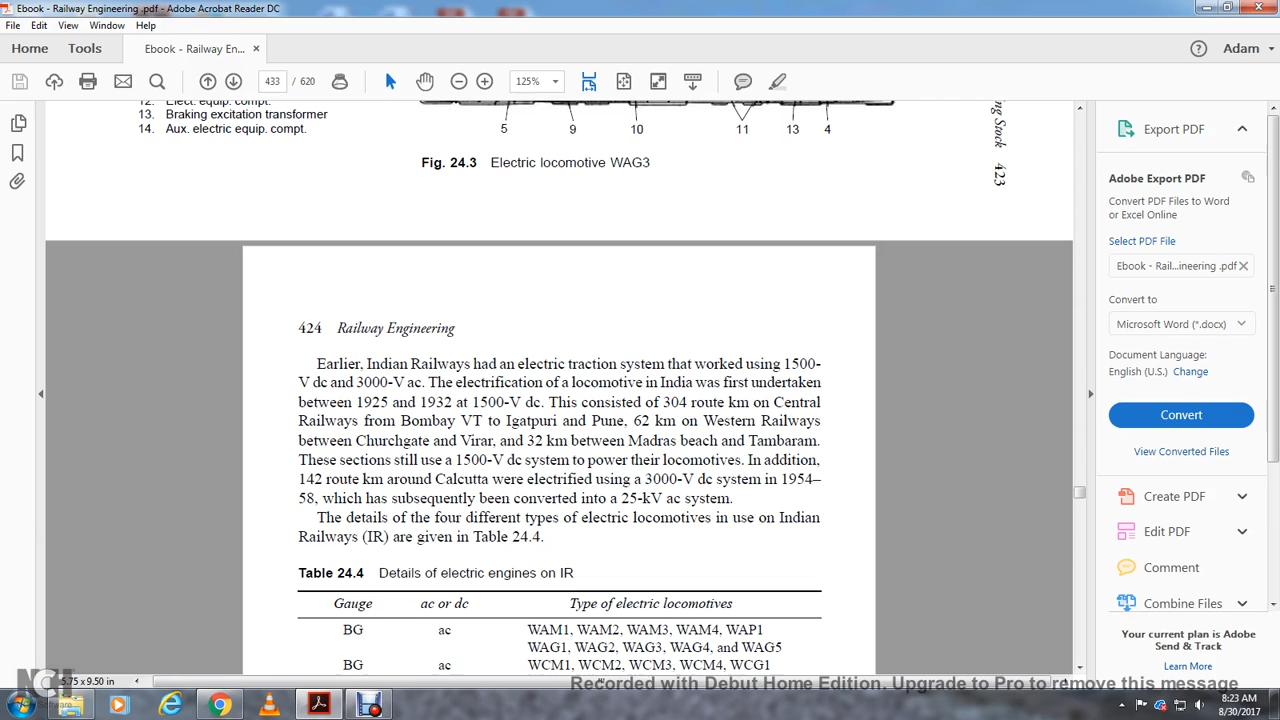 Ebook - Railway Engineering .pdf - Adobe Acrobat Reader DC
File Edit View Window Help
Home Tools Ebook - Railway En... × Adam
433 / 620 125%
12. Elect. equip. compt.
13. Braking excitation transformer
14. Aux. electric equip. compt.
5 9 10 11 13 4
Fig. 24.3 Electric locomotive WAG3
ng Stock 423
424 Railway Engineering
Earlier, Indian Railways had an electric traction system that worked using 1500-
V dc and 3000-V ac. The electrification of a locomotive in India was first undertaken
between 1925 and 1932 at 1500-V dc. This consisted of 304 route km on Central
Railways from Bombay VT to Igatpuri and Pune, 62 km on Western Railways
between Churchgate and Virar, and 32 km between Madras beach and Tambaram.
These sections still use a 1500-V dc system to power their locomotives. In addition,
142 route km around Calcutta were electrified using a 3000-V dc system in 1954–
58, which has subsequently been converted into a 25-kV ac system.
The details of the four different types of electric locomotives in use on Indian
Railways (IR) are given in Table 24.4.
Table 24.4 Details of electric engines on IR
Gauge ac or dc Type of electric locomotives
BG ac WAM1, WAM2, WAM3, WAM4, WAP1
WAG1, WAG2, WAG3, WAG4, and WAG5
BG ac WCM1, WCM2, WCM3, WCM4, WCG1
Export PDF
Adobe Export PDF
Convert PDF Files to Word
or Excel Online
Select PDF File
Ebook - Rail...ineering .pdf ×
Convert to
Microsoft Word (*.docx)
Document Language:
English (U.S.) Change
Convert
View Converted Files
Create PDF
Edit PDF
Comment
Combine Files
Your current plan is Adobe
Send & Track
Learn More
5.75 x 9.50 in
NCH
Software
Recorded with Debut Home Edition. Upgrade to Pro to remove this message
8:23 AM
8/30/2017